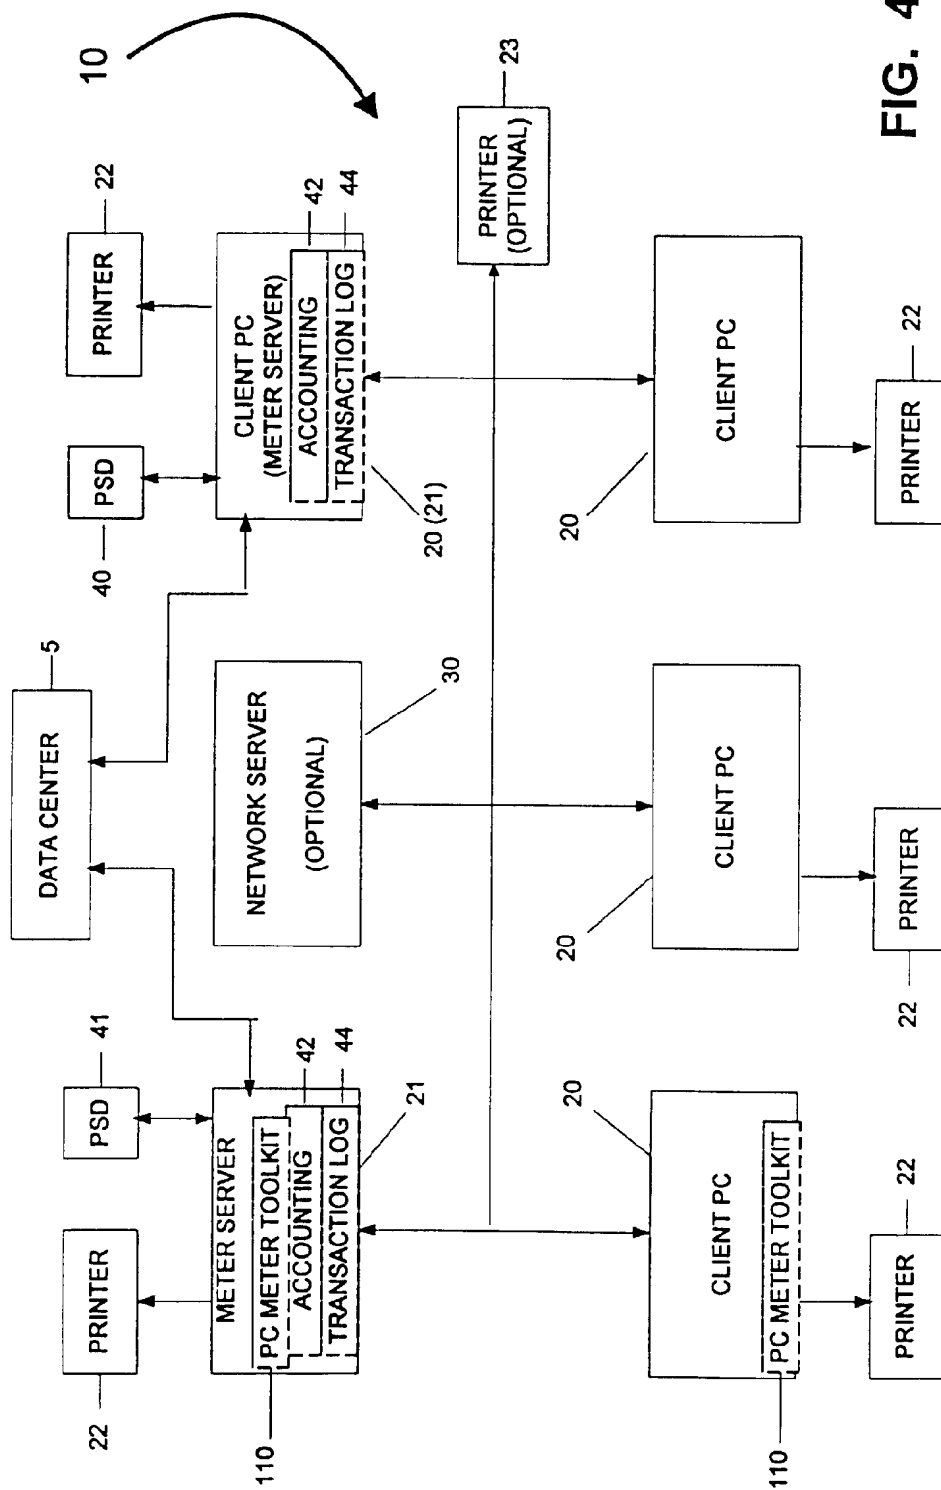 10
DATA CENTER
5
PRINTER
22
PSD
41
PSD
40
PRINTER
22
METER SERVER
PC METER TOOLKIT
ACCOUNTING
TRANSACTION LOG
42
44
21
110
NETWORK SERVER
(OPTIONAL)
30
CLIENT PC
(METER SERVER)
ACCOUNTING
TRANSACTION LOG
42
44
20 (21)
PRINTER
(OPTIONAL)
23
20
CLIENT PC
PC METER TOOLKIT
110
PRINTER
22
20
CLIENT PC
PRINTER
22
20
CLIENT PC
PRINTER
22
FIG. 4